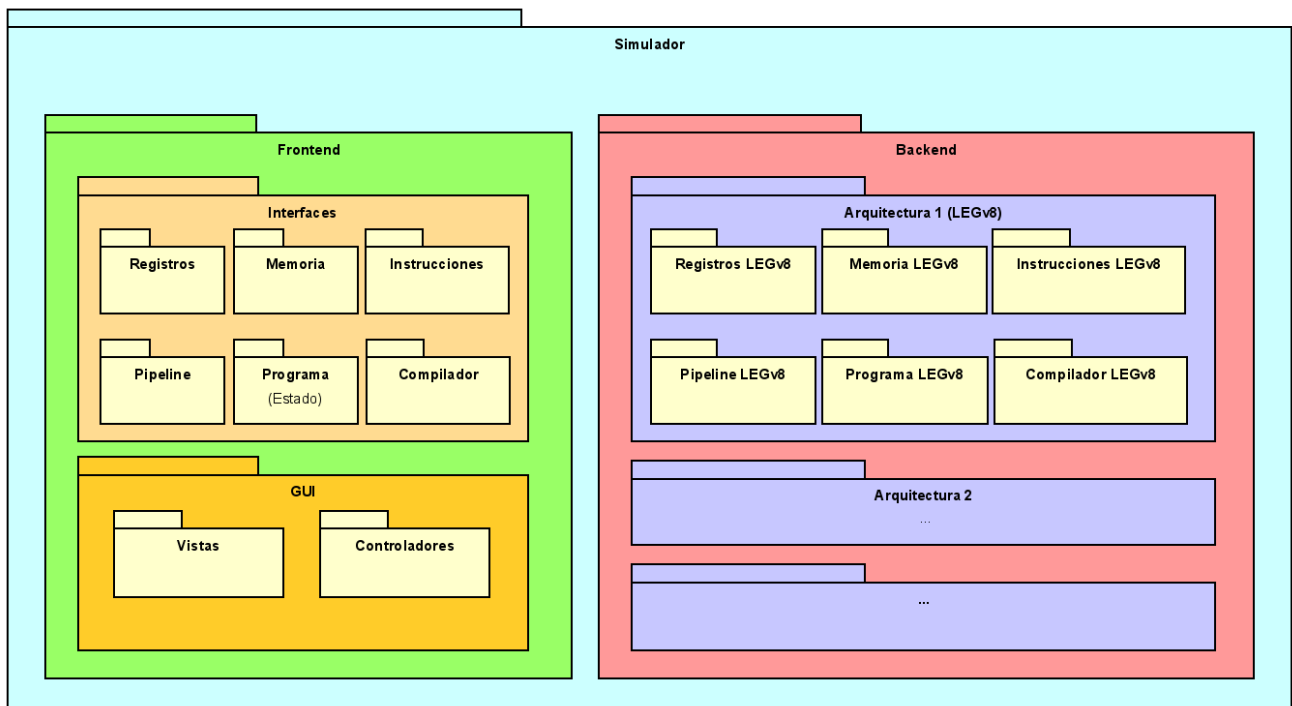 Simulador
Frontend
Interfaces
Registros
Memoria
Instrucciones
Pipeline
Programa
(Estado)
Compilador
GUI
Vistas
Controladores
Backend
Arquitectura 1 (LEGv8)
Registros LEGv8
Memoria LEGv8
Instrucciones LEGv8
Pipeline LEGv8
Programa LEGv8
Compilador LEGv8
Arquitectura 2
...
...